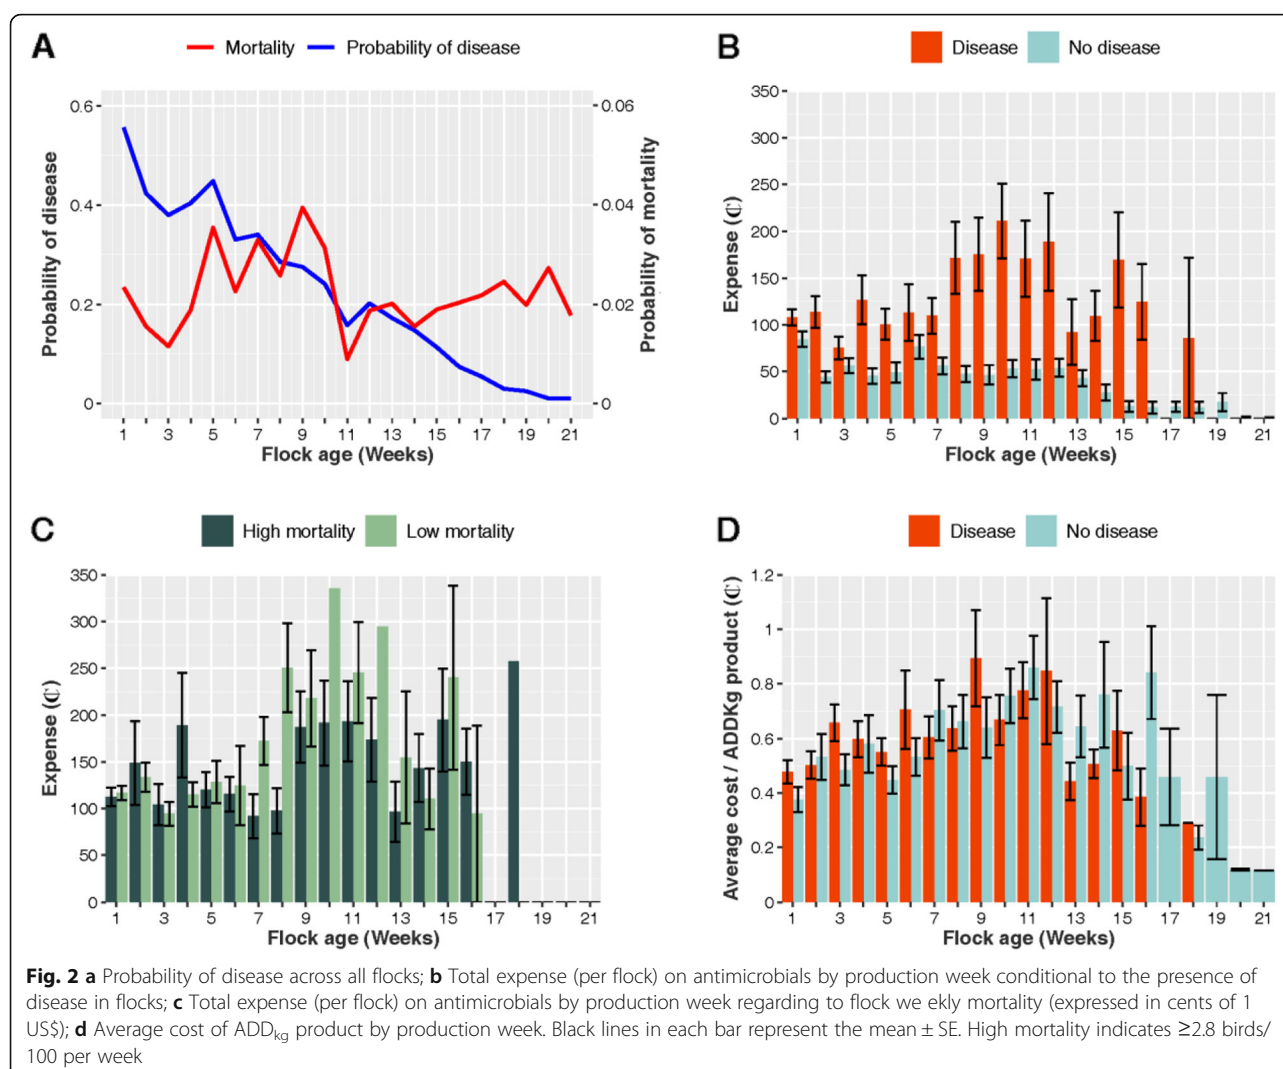 A
Mortality Probability of disease
0.6
0.4
0.2
0
Probability of disease
0.06
0.04
0.02
0
Probability of mortality
1 3 5 7 9 11 13 15 17 19 21
Flock age (Weeks)
B
Disease No disease
350
300
250
200
150
100
50
0
Expense (₵)
1 3 5 7 9 11 13 15 17 19 21
Flock age (Weeks)
C
High mortality Low mortality
350
300
250
200
150
100
50
0
Expense (₵)
1 3 5 7 9 11 13 15 17 19 21
Flock age (Weeks)
D
Disease No disease
1.2
1
0.8
0.6
0.4
0.2
0
Average cost / ADDKg product (₵)
1 3 5 7 9 11 13 15 17 19 21
Flock age (Weeks)
Fig. 2 a Probability of disease across all flocks; b Total expense (per flock) on antimicrobials by production week conditional to the presence of
disease in flocks; c Total expense (per flock) on antimicrobials by production week regarding to flock we ekly mortality (expressed in cents of 1
US$); d Average cost of ADDkg product by production week. Black lines in each bar represent the mean ± SE. High mortality indicates ≥2.8 birds/
100 per week